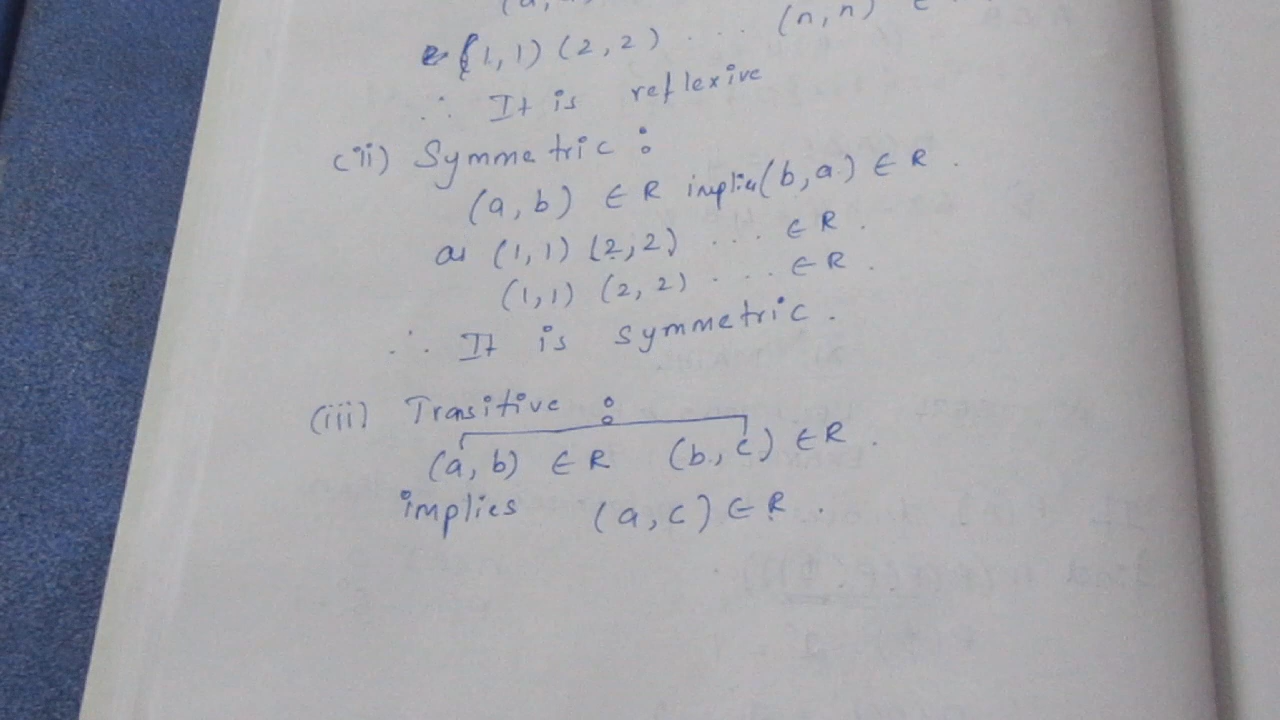 (n, n) ∈
{1, 1) (2, 2) ... (n, n)
∴ It is reflexive
(ii) Symmetric :
(a, b) ∈ R implies (b, a) ∈ R .
as (1, 1) (2, 2) ... ∈ R .
(1, 1) (2, 2) ... ∈ R .
∴ It is symmetric .
(iii) Transitive :
(a, b) ∈ R (b, c) ∈ R .
implies (a, c) ∈ R .